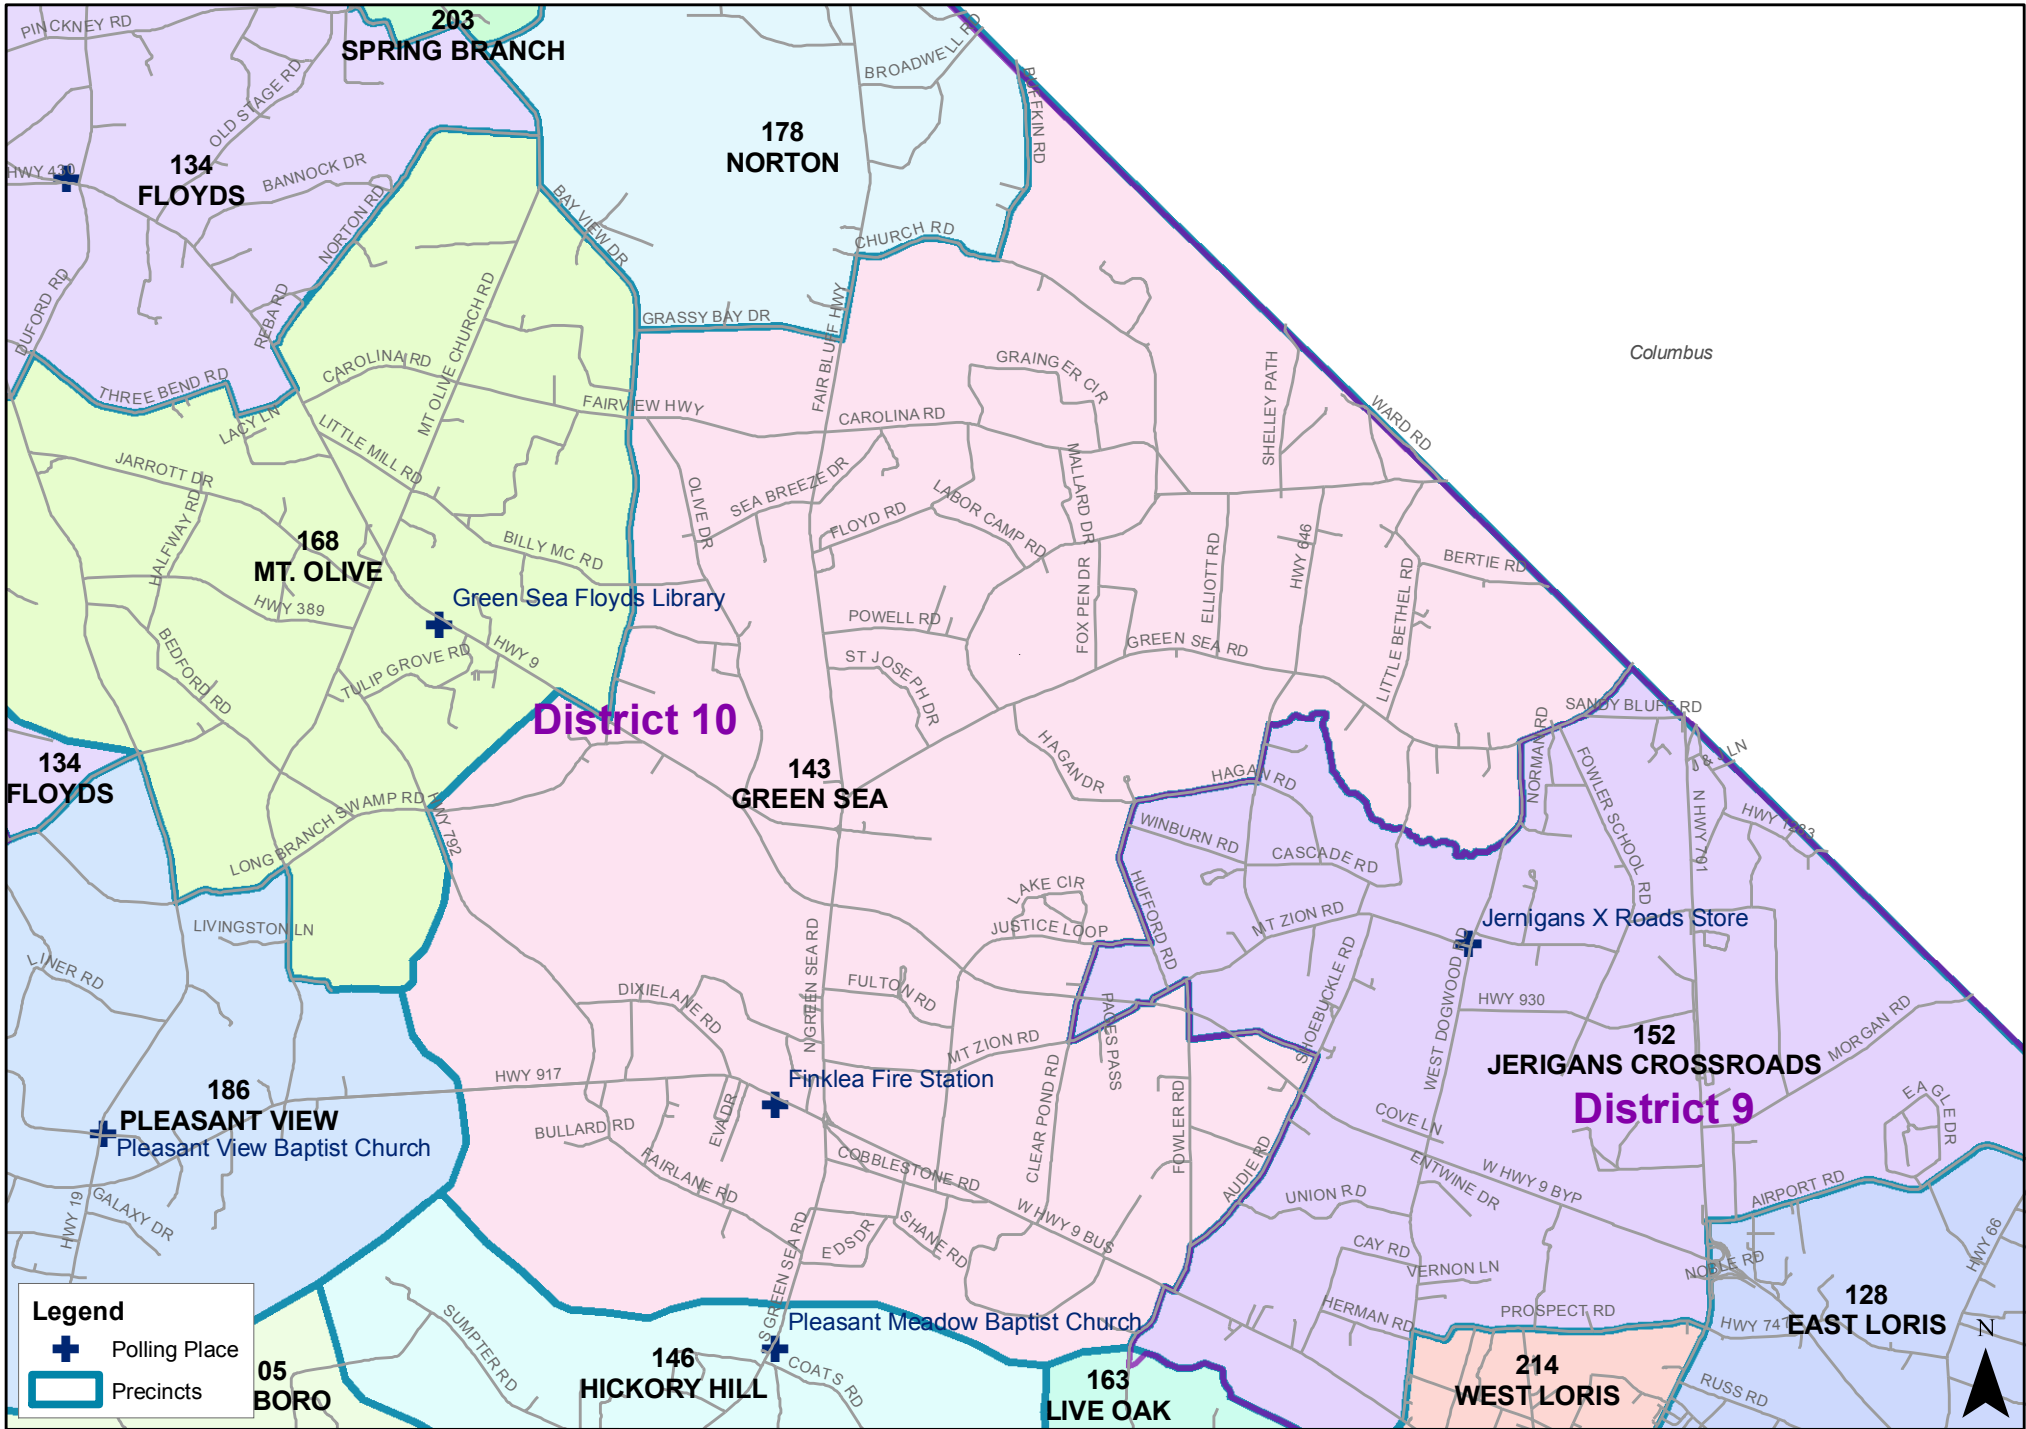 203
SPRING BRANCH
PINCKNEY RD
OLD STAGE RD
BROADWELL RD
178
NORTON
134
FLOYDS
HWY 430
BANNOCK DR
NORTON RD
BAY VIEW DR
CHURCH RD
DUFORD RD
REBA RD
MT OLIVE CHURCH RD
GRASSY BAY DR
FAIR BLUFF HWY
Columbus
THREE BEND RD
CAROLINA RD
LACY LN
LITTLE MILL RD
FAIRVIEW HWY
CAROLINA RD
GRAINGER CIR
SHELLEY PATH
WARD RD
JARROTT DR
HALFWAY RD
OLIVE DR
SEA BREEZE DR
FLOYD RD
LABOR CAMP RD
MALLARD DR
168
MT. OLIVE
BILLY MC RD
HWY 389
Green Sea Floyds Library
HWY 9
TULIP GROVE RD
BEDFORD RD
POWELL RD
ST JOSEPH DR
FOX PEN DR
ELLIOTT RD
HWY 646
LITTLE BETHEL RD
BERTIE RD
GREEN SEA RD
District 10
SANDY BLUFF RD
NORMAN RD
134
FLOYDS
143
GREEN SEA
HAGAN DR
HAGAN RD
FOWLER SCHOOL RD
N HWY 701
LONG BRANCH SWAMP RD
HWY 792
WINBURN RD
CASCADE RD
HUFFORD RD
LAKE CIR
JUSTICE LOOP
MT ZION RD
Jernigans X Roads Store
LIVINGSTON LN
LINER RD
DIXIELANE RD
N GREEN SEA RD
FULTON RD
PAGES PASS
SHOEBUCKLE RD
WEST DOGWOOD RD
HWY 930
MORGAN RD
152
JERIGANS CROSSROADS
District 9
MT ZION RD
HWY 917
Finklea Fire Station
186
PLEASANT VIEW
Pleasant View Baptist Church
BULLARD RD
EVA DR
FAIRLANE RD
COBBLESTONE RD
CLEAR POND RD
FOWLER RD
AUDIE RD
COVE LN
ENTWINE DR
W HWY 9 BYP
EAGLE DR
AIRPORT RD
UNION RD
HWY 19
GALAXY DR
EDS DR
SHANE RD
W HWY 9 BUS
CAY RD
VERNON LN
NOBLE RD
HWY 66
S GREEN SEA RD
HERMAN RD
PROSPECT RD
HWY 747
128
EAST LORIS
SUMPTER RD
Pleasant Meadow Baptist Church
COATS RD
146
HICKORY HILL
163
LIVE OAK
214
WEST LORIS
RUSS RD
N
Legend
Polling Place
Precincts
05
BORO